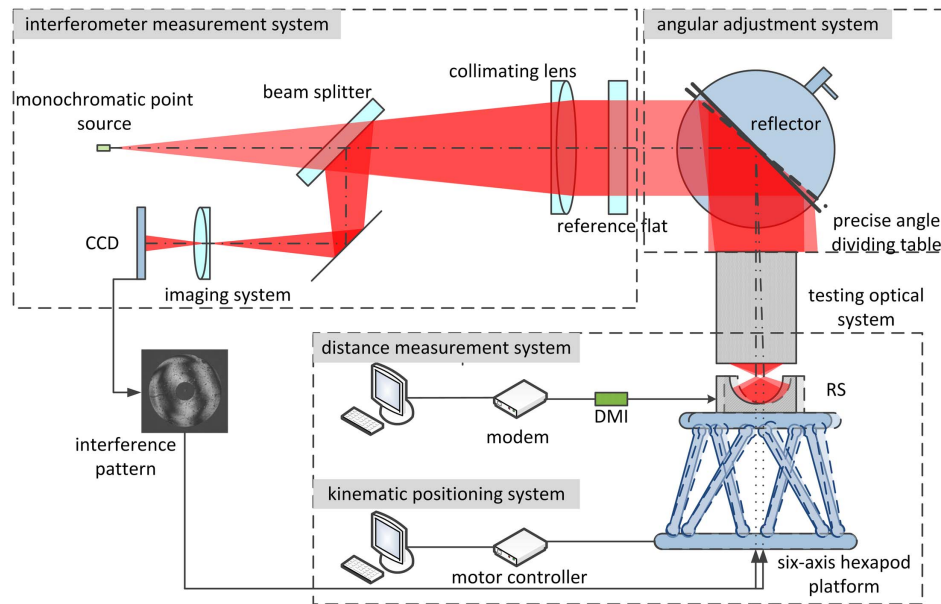 interferometer measurement system
angular adjustment system
monochromatic point
source
beam splitter
collimating lens
reflector
reference flat
precise angle
dividing table
CCD
imaging system
testing optical
system
distance measurement system
modem
DMI
RS
interference
pattern
kinematic positioning system
motor controller
six-axis hexapod
platform